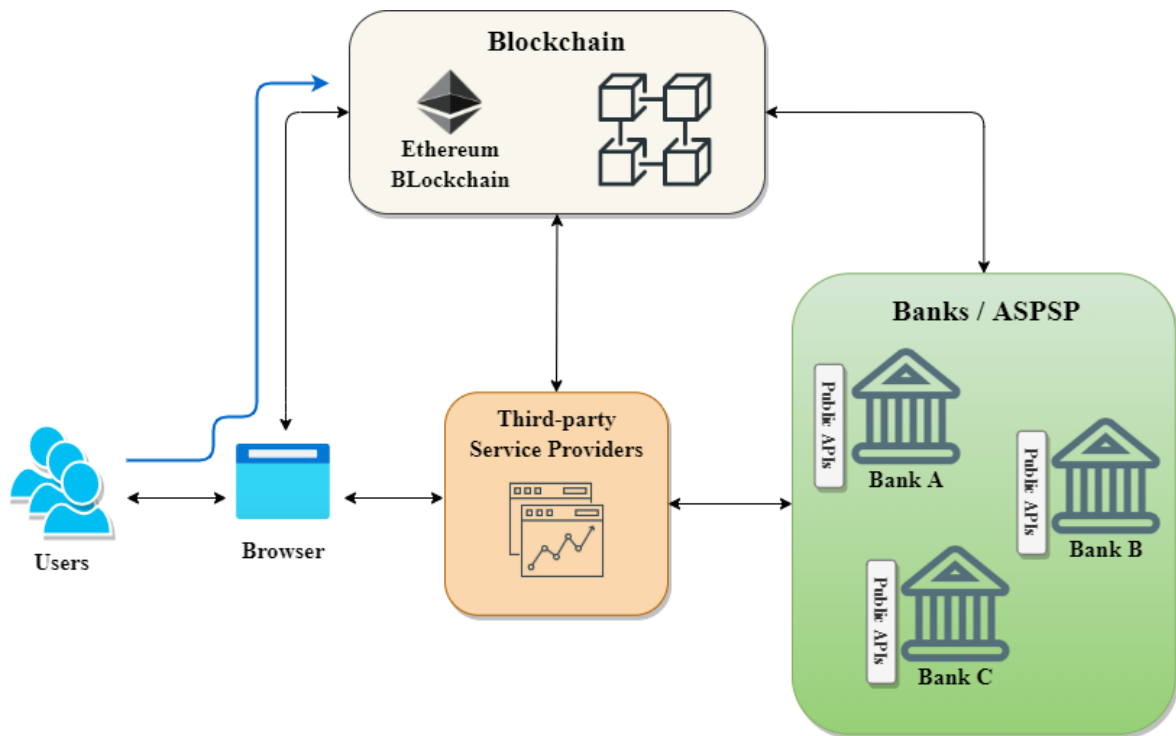 Blockchain
Ethereum
BLockchain
Banks / ASPSP
Public APIs
Bank A
Public APIs
Bank B
Public APIs
Bank C
Third-party
Service Providers
Users
Browser